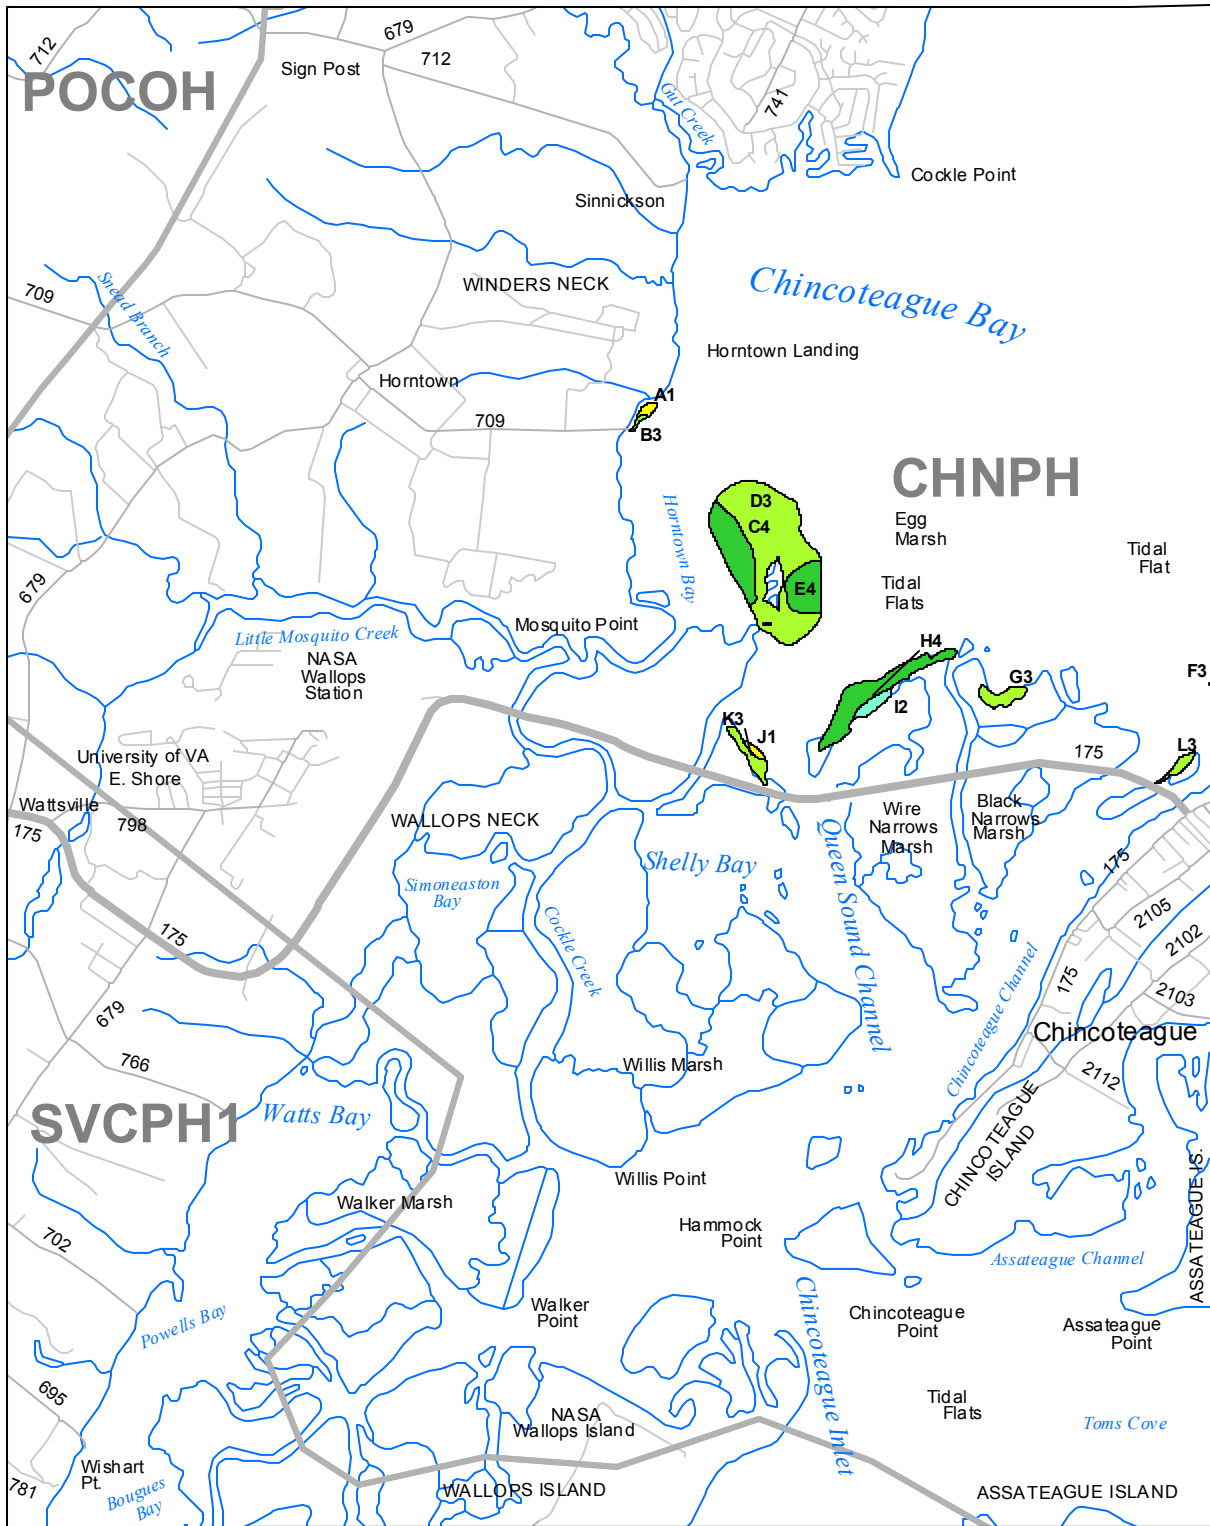 679
712
712
Sign Post
POCOH
741
Gut Creek
Cockle Point
Sinnickson
WINDERS NECK
Chincoteague Bay
709
Snead Branch
Horntown Landing
Horntown
A1
709
B3
CHNPH
D3
C4
Egg
Marsh
Horntown Bay
Tidal
Flat
679
E4
Tidal
Flats
Little Mosquito Creek
Mosquito Point
H4
NASA
Wallops
Station
F3
G3
I2
K3
J1
L3
University of VA
E. Shore
175
Wattsville
798
175
WALLOPS NECK
Wire
Narrows
Marsh
Black
Narrows
Marsh
Queen Sound Channel
Shelly Bay
175
Simoneaston
Bay
2105
Cockle Creek
175
2102
Chincoteague Channel
175
2103
679
Chincoteague
766
Willis Marsh
2112
SVCPH1
Watts Bay
CHINCOTEAGUE
ISLAND
Willis Point
Walker Marsh
ASSATEAGUE IS.
Hammock
Point
702
Assateague Channel
Chincoteague Inlet
Powells Bay
Walker
Point
Chincoteague
Point
Assateague
Point
695
Tidal
Flats
NASA
Wallops Island
Toms Cove
Wishart
Pt.
781
Bougues
Bay
WALLOPS ISLAND
ASSATEAGUE ISLAND